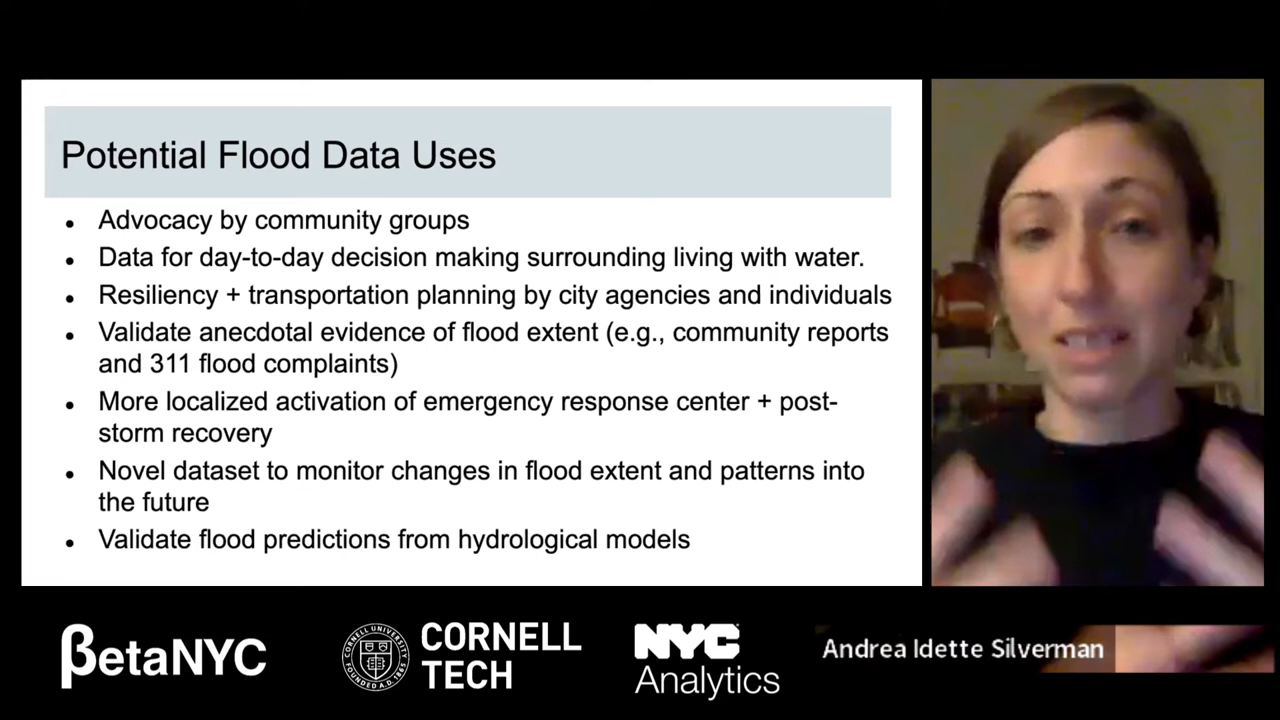 Potential Flood Data Uses
• Advocacy by community groups
• Data for day-to-day decision making surrounding living with water.
• Resiliency + transportation planning by city agencies and individuals
• Validate anecdotal evidence of flood extent (e.g., community reports
and 311 flood complaints)
• More localized activation of emergency response center + post-
storm recovery
• Novel dataset to monitor changes in flood extent and patterns into
the future
• Validate flood predictions from hydrological models
βetaNYC
CORNELL UNIVERSITY
FOUNDED A.D. 1865
CORNELL
TECH
NYC
Analytics
Andrea Idette Silverman